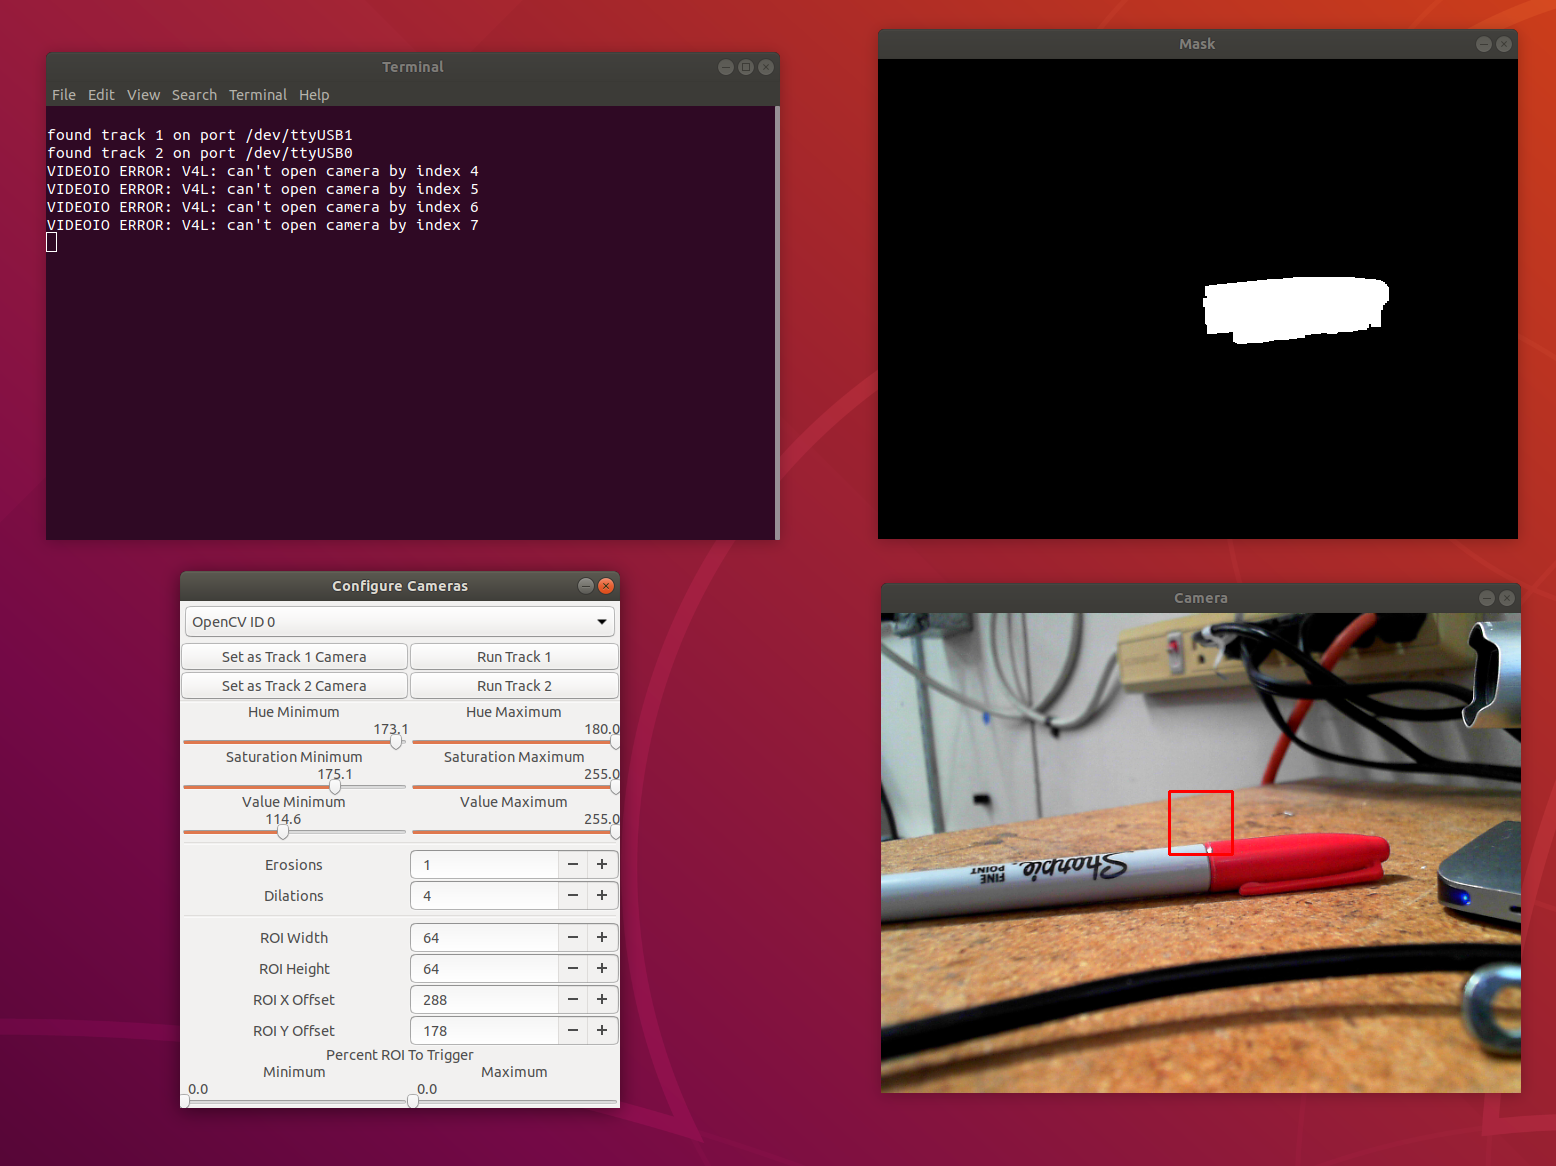 Terminal
File Edit View Search Terminal Help
found track 1 on port /dev/ttyUSB1
found track 2 on port /dev/ttyUSB0
VIDEOIO ERROR: V4L: can't open camera by index 4
VIDEOIO ERROR: V4L: can't open camera by index 5
VIDEOIO ERROR: V4L: can't open camera by index 6
VIDEOIO ERROR: V4L: can't open camera by index 7
Mask
Configure Cameras
OpenCV ID 0
Set as Track 1 Camera Run Track 1
Set as Track 2 Camera Run Track 2
Hue Minimum Hue Maximum
173.1 180.0
Saturation Minimum Saturation Maximum
175.1 255.0
Value Minimum Value Maximum
114.6 255.0
Erosions 1
Dilations 4
ROI Width 64
ROI Height 64
ROI X Offset 288
ROI Y Offset 178
Percent ROI To Trigger
Minimum Maximum
0.0 0.0
Camera
Sharpie
FINE
POINT